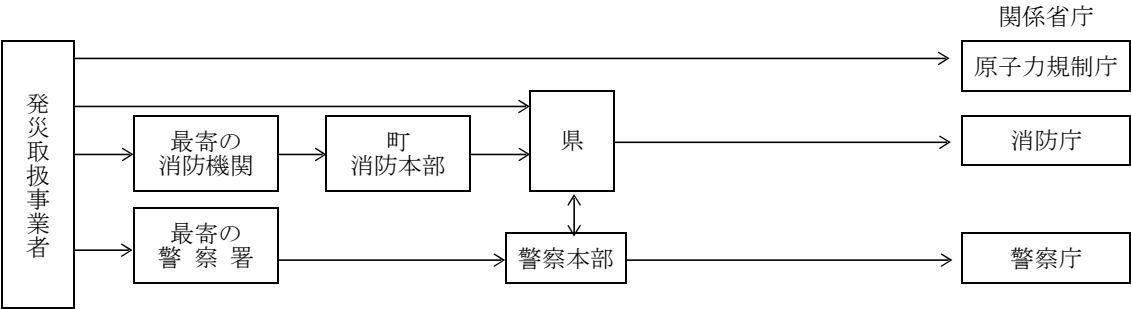 関係省庁
発災取扱事業者
原子力規制庁
最寄の
消防機関
町
消防本部
県
消防庁
最寄の
警察署
警察本部
警察庁